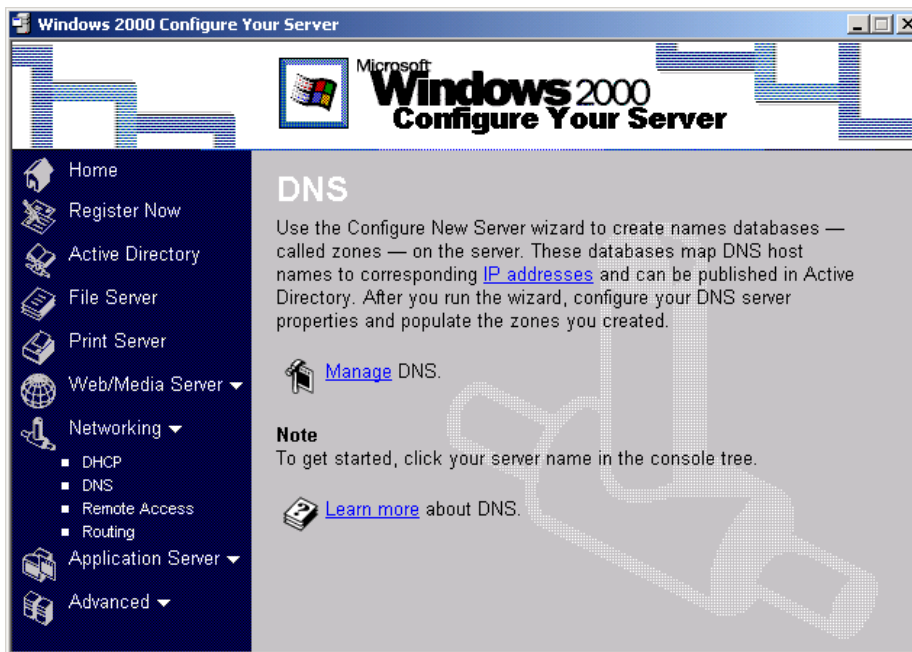 Windows 2000 Configure Your Server
Microsoft
Windows 2000
Configure Your Server
Home
Register Now
Active Directory
File Server
Print Server
Web/Media Server
Networking
DHCP
DNS
Remote Access
Routing
Application Server
Advanced
DNS
Use the Configure New Server wizard to create names databases —
called zones — on the server. These databases map DNS host
names to corresponding IP addresses and can be published in Active
Directory. After you run the wizard, configure your DNS server
properties and populate the zones you created.
Manage DNS.
Note
To get started, click your server name in the console tree.
Learn more about DNS.